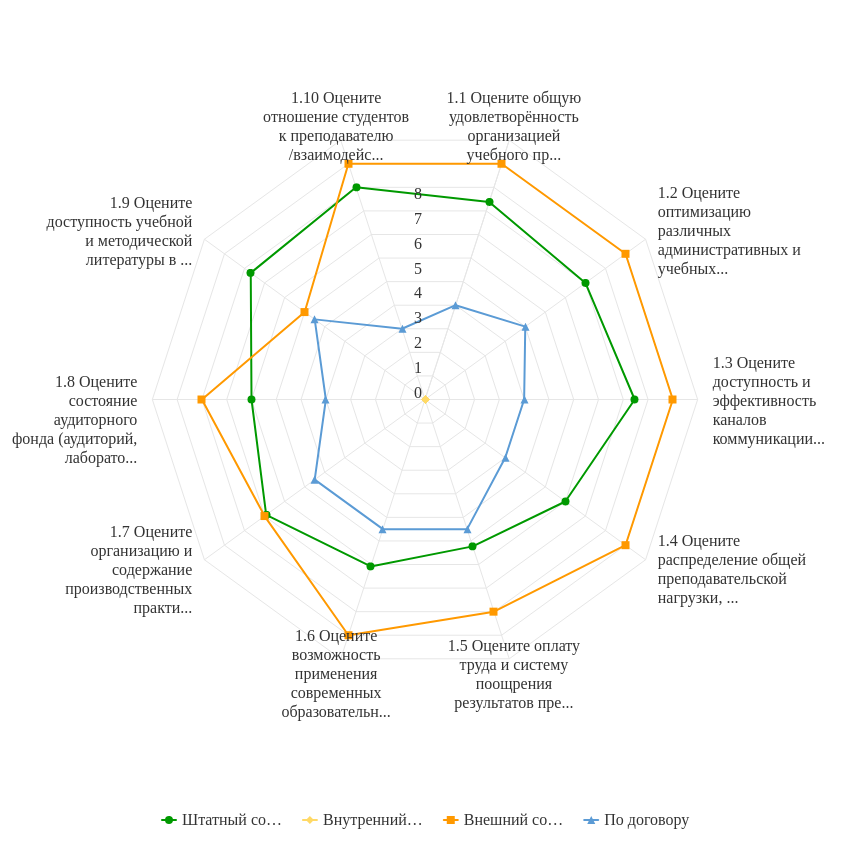 1.10 Оцените
отношение студентов
к преподавателю
/взаимодейс...
1.1 Оцените общую
удовлетворённость
организацией
учебного пр...
1.2 Оцените
оптимизацию
различных
административных и
учебных...
1.3 Оцените
доступность и
эффективность
каналов
коммуникации...
1.4 Оцените
распределение общей
преподавательской
нагрузки, ...
1.5 Оцените оплату
труда и систему
поощрения
результатов пре...
1.6 Оцените
возможность
применения
современных
образовательн...
1.7 Оцените
организацию и
содержание
производственных
практи...
1.8 Оцените
состояние
аудиторного
фонда (аудиторий,
лаборато...
1.9 Оцените
доступность учебной
и методической
литературы в ...
8
7
6
5
4
3
2
1
0
Штатный со... Внутренний... Внешний со... По договору